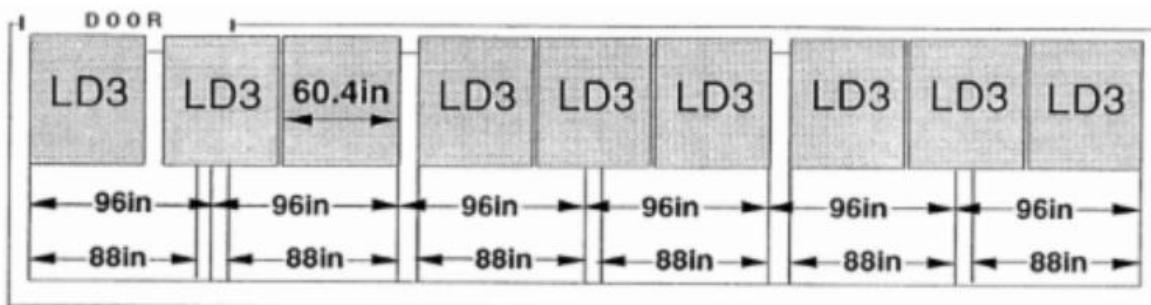 DOOR
LD3 LD3 60.4in LD3 LD3 LD3 LD3 LD3 LD3
96in 96in 96in 96in 96in 96in
88in 88in 88in 88in 88in 88in